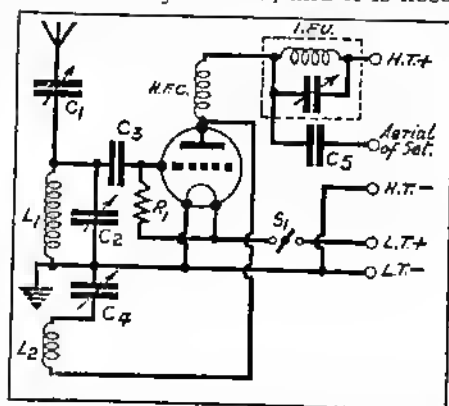 I.F.U.
H.T.+
H.F.C.
C1
C3
C5
Aerial
of Set.
H.T.-
R1
S1
L1
C2
L.T.+
L.T.-
C4
L2